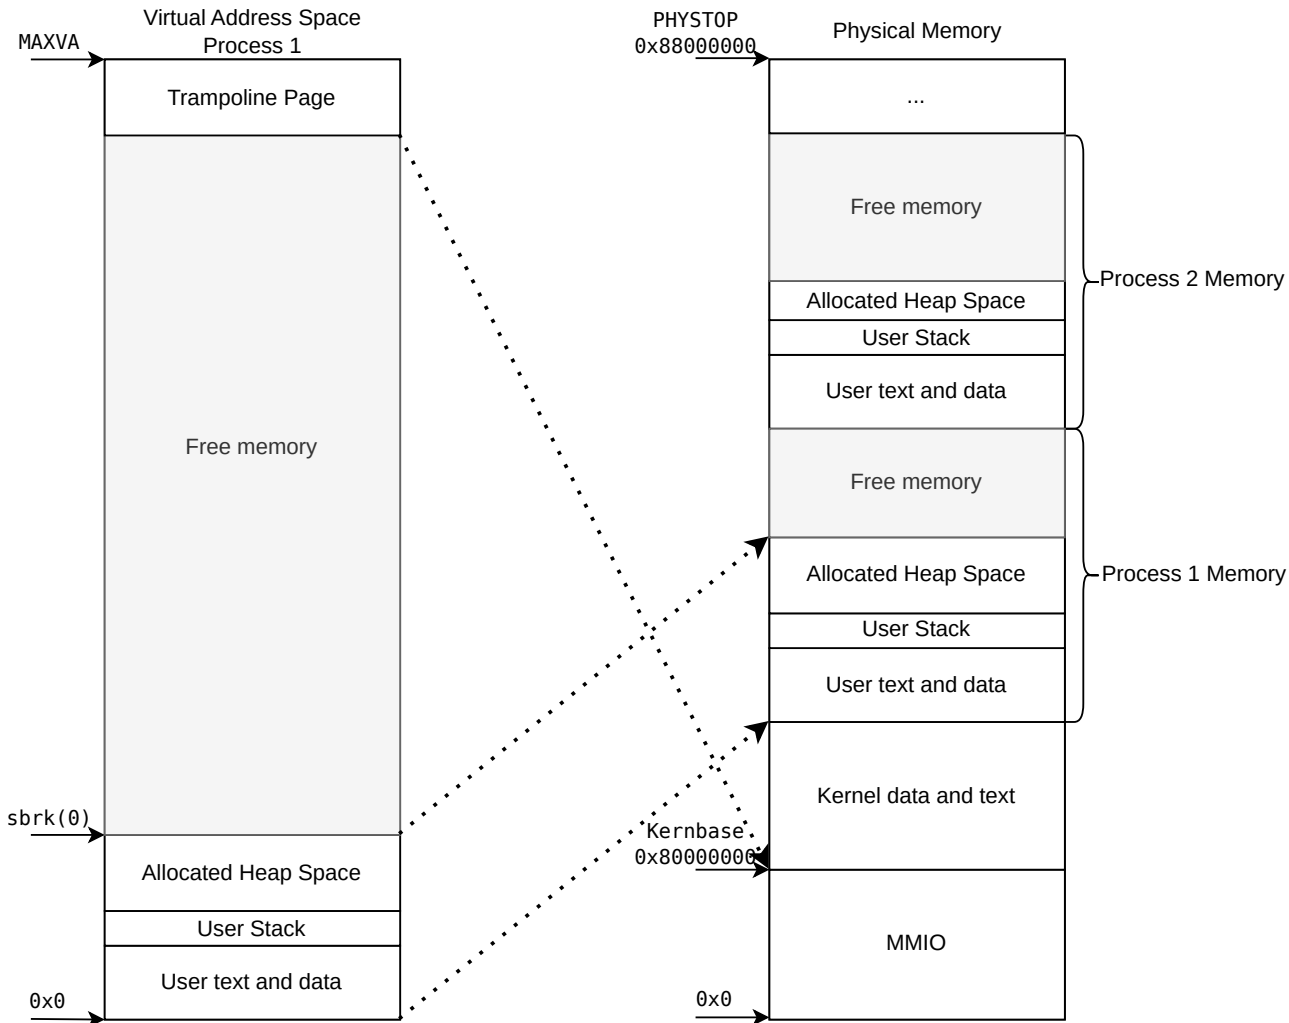 Virtual Address Space
Process 1
MAXVA
Trampoline Page
Free memory
sbrk(0)
Allocated Heap Space
User Stack
User text and data
0x0
PHYSTOP
0x88000000
Physical Memory
...
Free memory
Allocated Heap Space
User Stack
User text and data
Process 2 Memory
Free memory
Allocated Heap Space
User Stack
User text and data
Process 1 Memory
Kernel data and text
Kernbase
0x80000000
MMIO
0x0